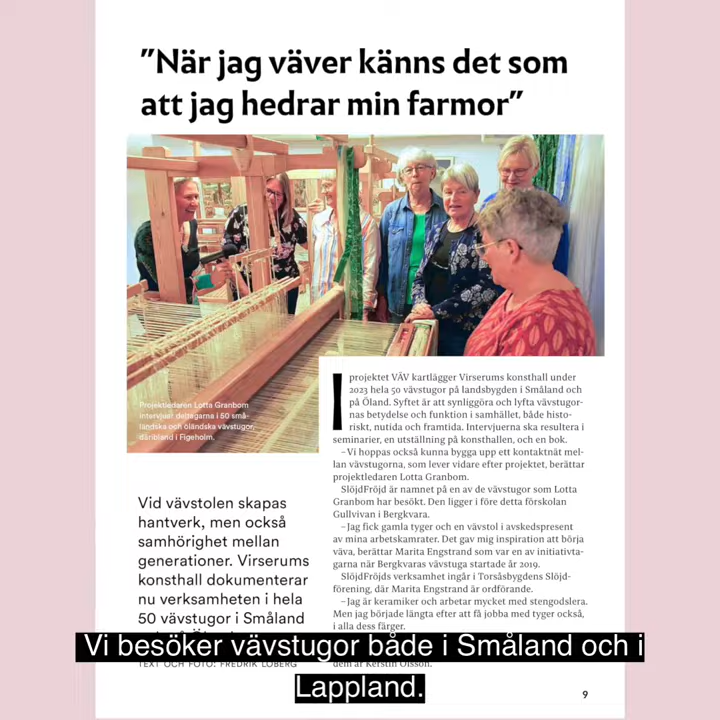 ”När jag väver känns det som
att jag hedrar min farmor”
Projektledaren Lotta Granbom
intervjuar deltagarna i 50 små-
ländska och öländska vävstugor,
däribland i Figeholm.
I projektet VÄV kartlägger Virserums konsthall under
2023 hela 50 vävstugor på landsbygden i Småland och
på Öland. Syftet är att synliggöra och lyfta vävstugor-
nas betydelse och funktion i samhället, både histo-
riskt, nutida och framtida. Intervjuerna ska resultera i
seminarier, en utställning på konsthallen, och en bok.
–Vi hoppas också kunna bygga upp ett kontaktnät mel-
lan vävstugorna, som lever vidare efter projektet, berättar
projektledaren Lotta Granbom.
SlöjdFröjd är namnet på en av de vävstugor som Lotta
Granbom har besökt. Den ligger i före detta förskolan
Gullvivan i Bergkvara.
–Jag fick gamla tyger och en vävstol i avskedspresent
av mina arbetskamrater. Det gav mig inspiration att börja
väva, berättar Marita Engstrand som var en av initiativta-
garna när Bergkvaras vävstuga startade år 2019.
SlöjdFröjds verksamhet ingår i Torsåsbygdens Slöjd-
förening, där Marita Engstrand är ordförande.
–Jag är keramiker och arbetar mycket med stengodslera.
Men jag började längta efter att få jobba med tyger också,
i alla dess färger.
dem är Kerstin Olsson.
Vid vävstolen skapas
hantverk, men också
samhörighet mellan
generationer. Virserums
konsthall dokumenterar
nu verksamheten i hela
50 vävstugor i Småland
TEXT OCH FOTO: FREDRIK LOBERG
Vi besöker vävstugor både i Småland och i
Lappland.
9